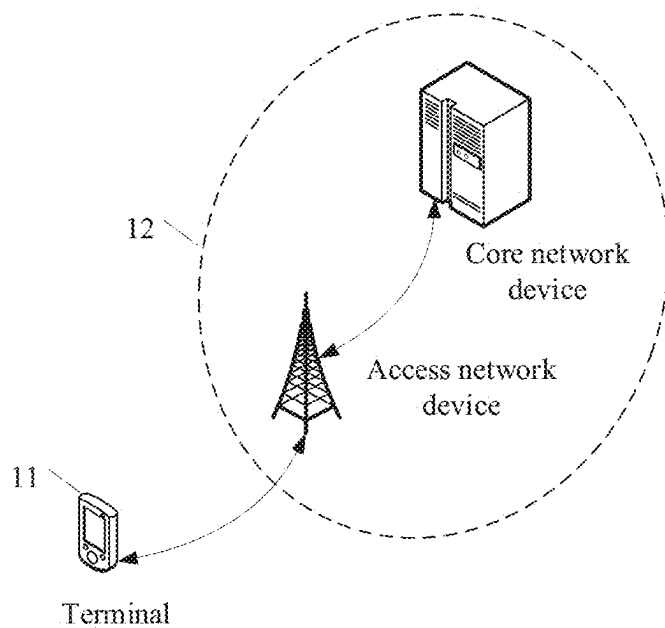 12
Core network
device
Access network
device
11
Terminal